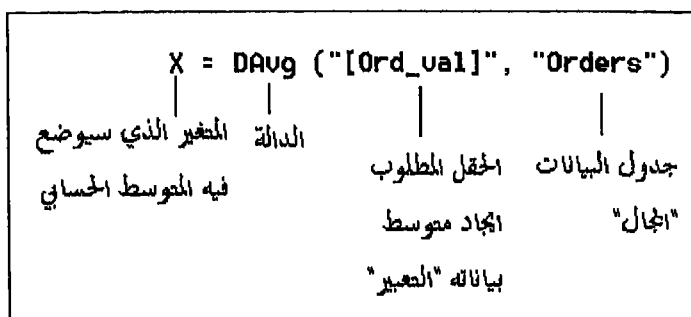 X = DAvg ("[Ord_val]", "Orders")
المتغير الذي سيوضع
فيه المتوسط الحسابي
الدالة
الحقل المطلوب
ايجاد متوسط
بياناته "التعبير"
جدول البيانات
"المجال"